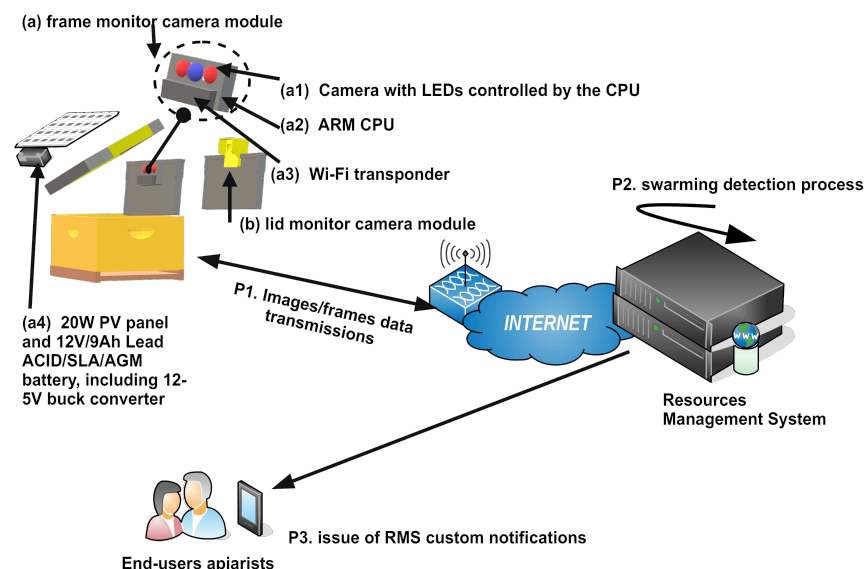 (a) frame monitor camera module
(a1) Camera with LEDs controlled by the CPU
(a2) ARM CPU
(a3) Wi-Fi transponder
P2. swarming detection process
(b) lid monitor camera module
P1. Images/frames data
transmissions
INTERNET
WWW
(a4) 20W PV panel
and 12V/9Ah Lead
ACID/SLA/AGM
battery, including 12-
5V buck converter
Resources
Management System
P3. issue of RMS custom notifications
End-users apiarists